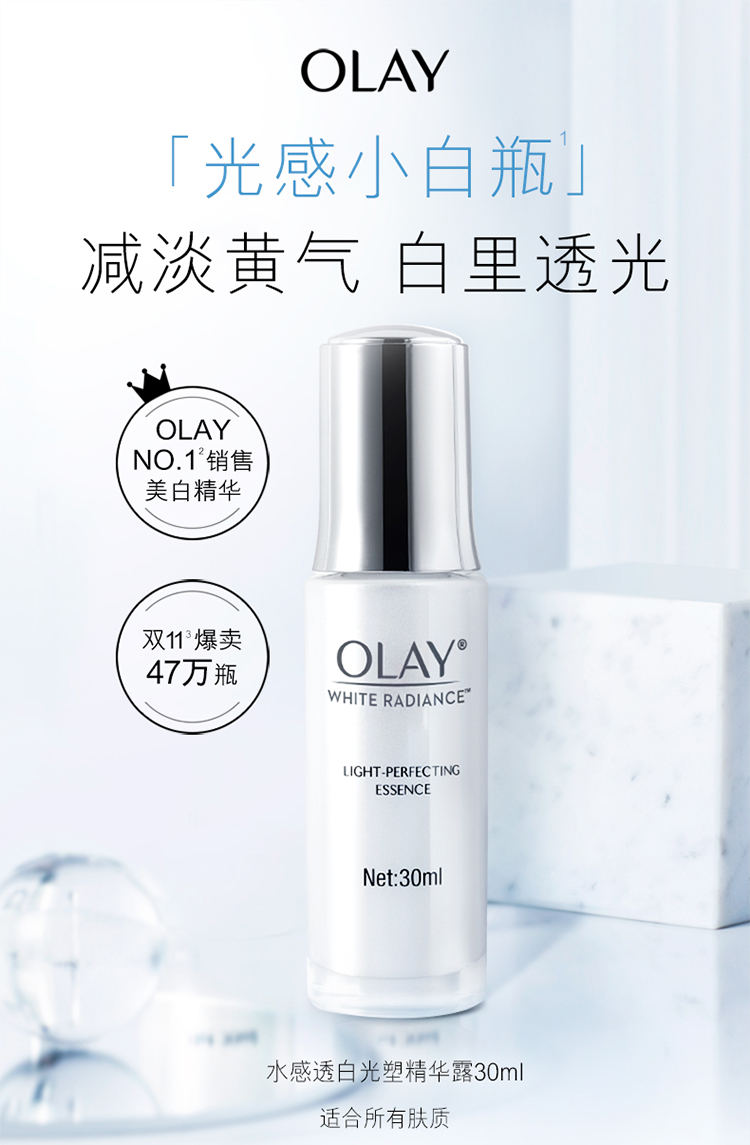 OLAY
「光感小白瓶¹」
减淡黄气 白里透光
OLAY
NO.1²销售
美白精华
双11³爆卖
47万瓶
OLAY®
WHITE RADIANCE™
LIGHT-PERFECTING
ESSENCE
Net:30ml
水感透白光塑精华露30ml
适合所有肤质